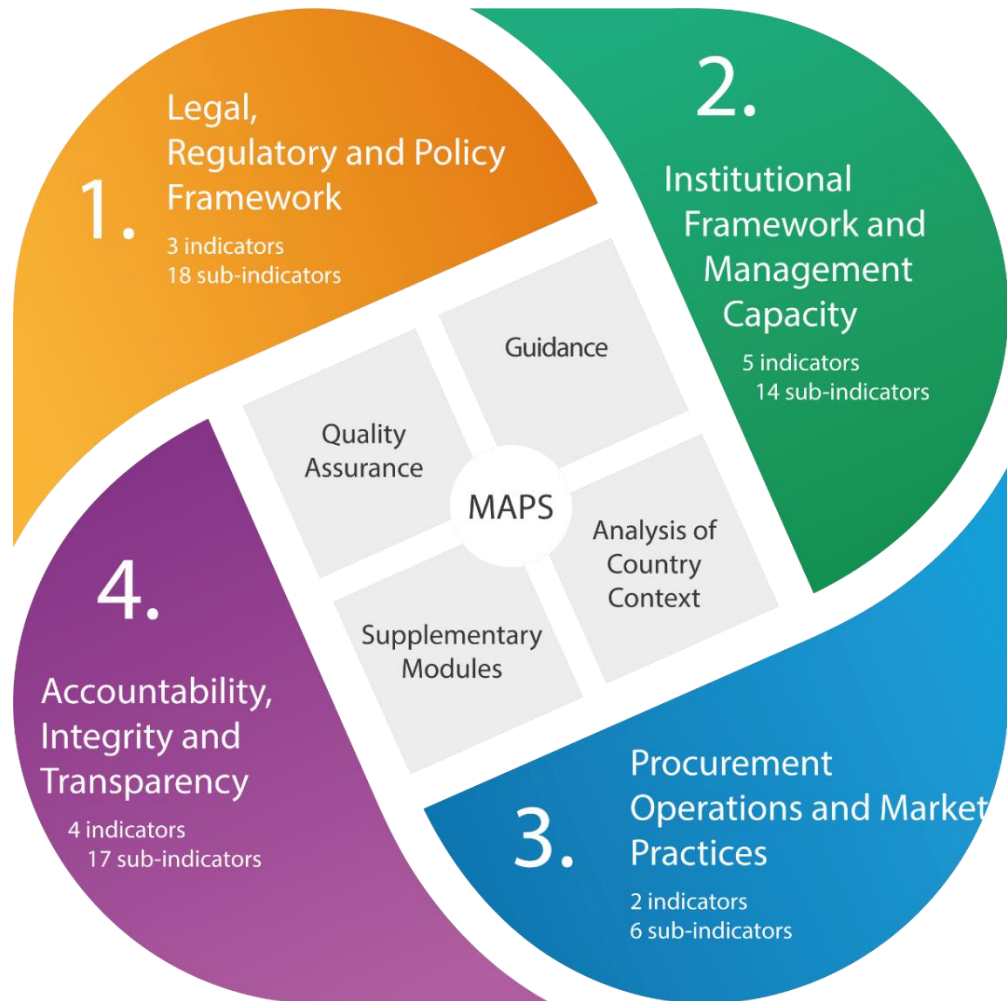 1.
Legal,
Regulatory and Policy
Framework
3 indicators
18 sub-indicators
2.
Institutional
Framework and
Management
Capacity
5 indicators
14 sub-indicators
Guidance
Quality
Assurance
MAPS
Analysis of
Country
Context
Supplementary
Modules
3.
Procurement
Operations and Market
Practices
2 indicators
6 sub-indicators
4.
Accountability,
Integrity and
Transparency
4 indicators
17 sub-indicators